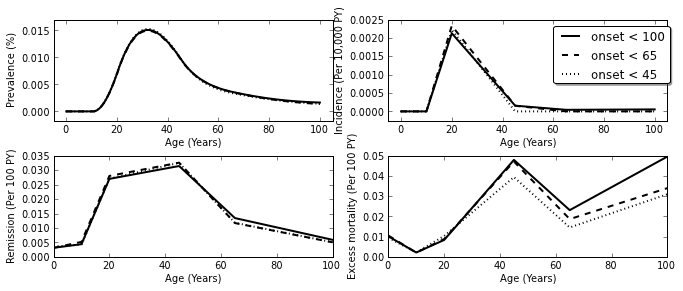 0.015
0.010
0.005
0.000
Prevalence (%)
0 20 40 60 80 100
Age (Years)
0.0025
0.0020
0.0015
0.0010
0.0005
0.0000
Incidence (Per 10,000 PY)
onset < 100
onset < 65
onset < 45
0 20 40 60 80 100
Age (Years)
0.035
0.030
0.025
0.020
0.015
0.010
0.005
0.000
Remission (Per 100 PY)
0 20 40 60 80 100
Age (Years)
0.05
0.04
0.03
0.02
0.01
0.00
Excess mortality (Per 100 PY)
0 20 40 60 80 100
Age (Years)